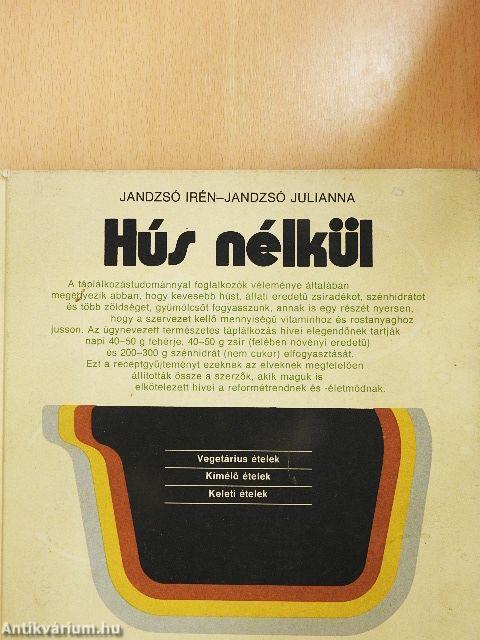 JANDZSÓ IRÉN–JANDZSÓ JULIANNA
Hús nélkül
A táplálkozástudománnyal foglalkozók véleménye általában
megegyezik abban, hogy kevesebb húst, állati eredetű zsiradékot, szénhidrátot
és több zöldséget, gyümölcsöt fogyasszunk, annak is egy részét nyersen,
hogy a szervezet kellő mennyiségű vitaminhoz és rostanyaghoz
jusson. Az úgynevezett természetes táplálkozás hívei elegendőnek tartják
napi 40–50 g fehérje, 40–50 g zsír (felében növényi eredetű)
és 200–300 g szénhidrát (nem cukor) elfogyasztását.
Ezt a receptgyűjteményt ezeknek az elveknek megfelelően
állították össze a szerzők, akik maguk is
elkötelezett hívei a reformétrendnek és -életmódnak.
Vegetárius ételek
Kímélő ételek
Keleti ételek
Antikvárium.hu